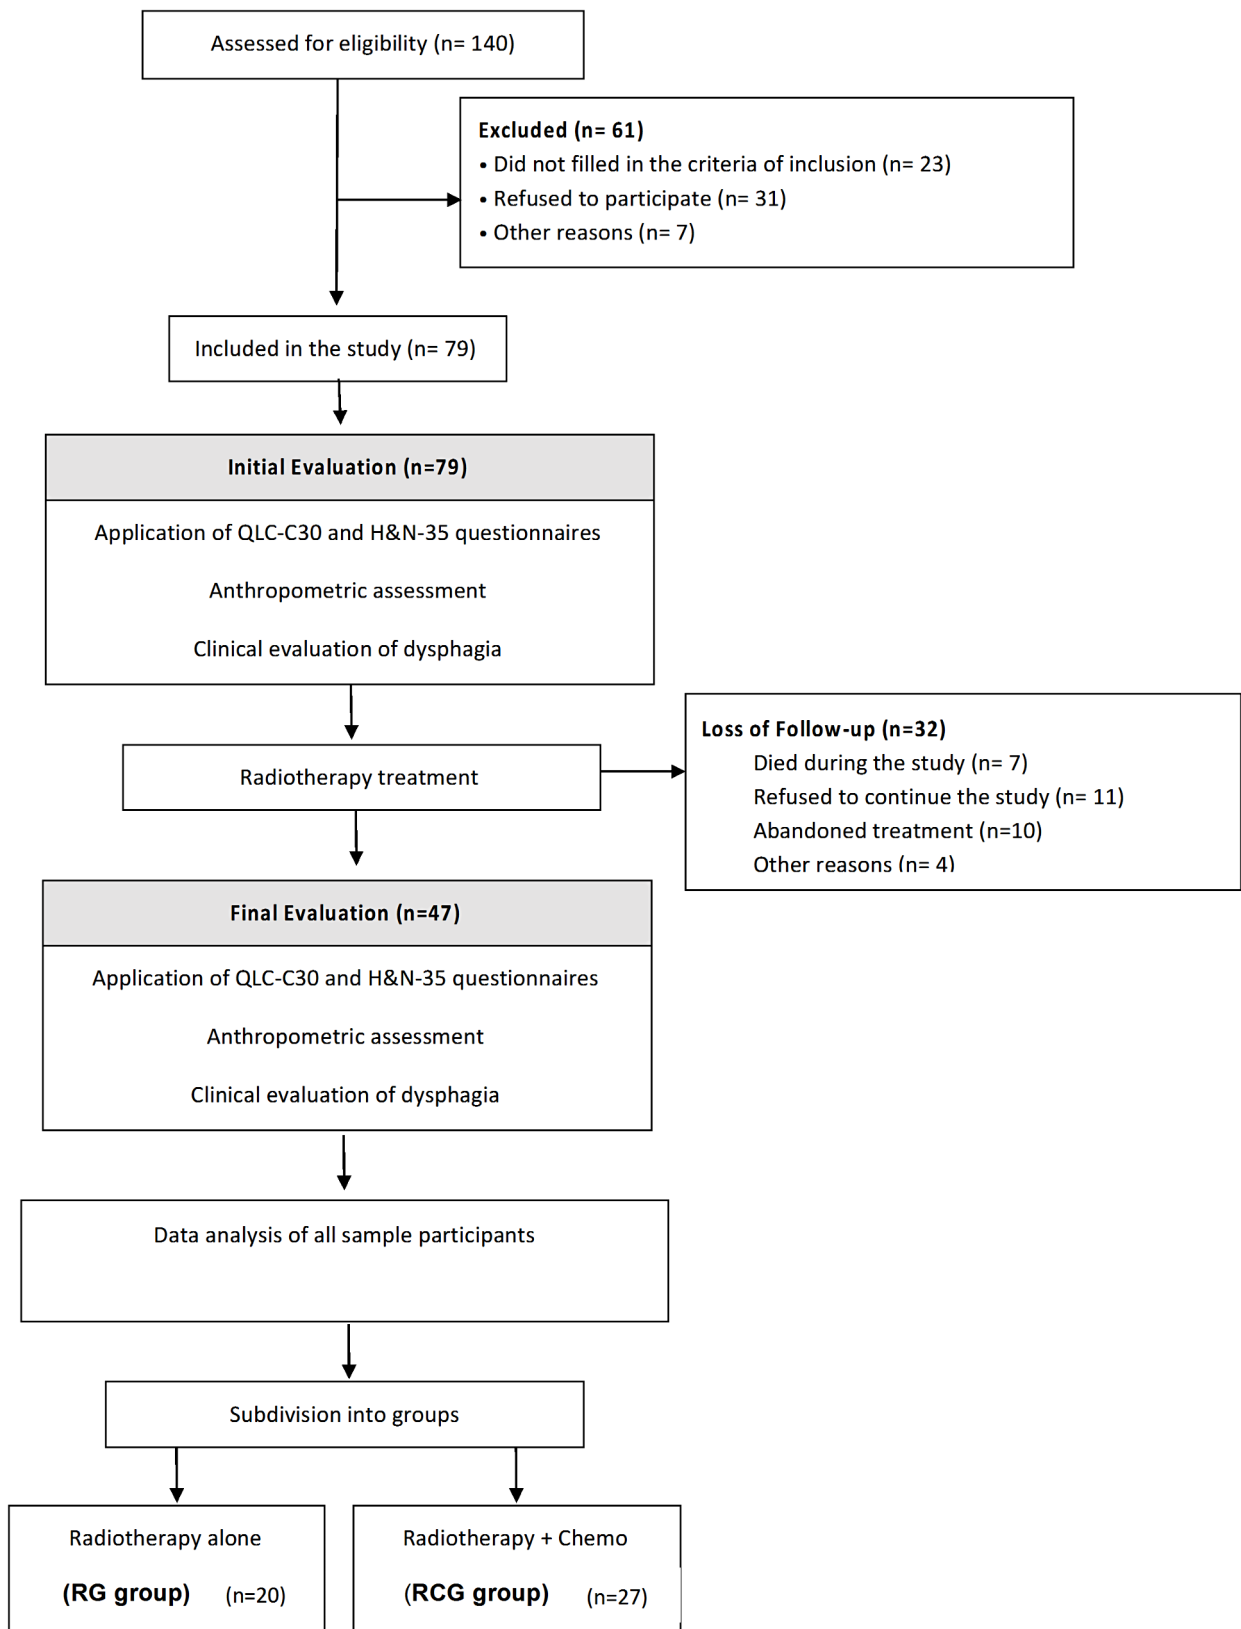 Assessed for eligibility (n= 140)
Excluded (n= 61)
• Did not filled in the criteria of inclusion (n= 23)
• Refused to participate (n= 31)
• Other reasons (n= 7)
Included in the study (n= 79)
Initial Evaluation (n=79)
Application of QLC-C30 and H&N-35 questionnaires
Anthropometric assessment
Clinical evaluation of dysphagia
Radiotherapy treatment
Loss of Follow-up (n=32)
Died during the study (n= 7)
Refused to continue the study (n= 11)
Abandoned treatment (n=10)
Other reasons (n= 4)
Final Evaluation (n=47)
Application of QLC-C30 and H&N-35 questionnaires
Anthropometric assessment
Clinical evaluation of dysphagia
Data analysis of all sample participants
Subdivision into groups
Radiotherapy alone
(RG group) (n=20)
Radiotherapy + Chemo
(RCG group) (n=27)